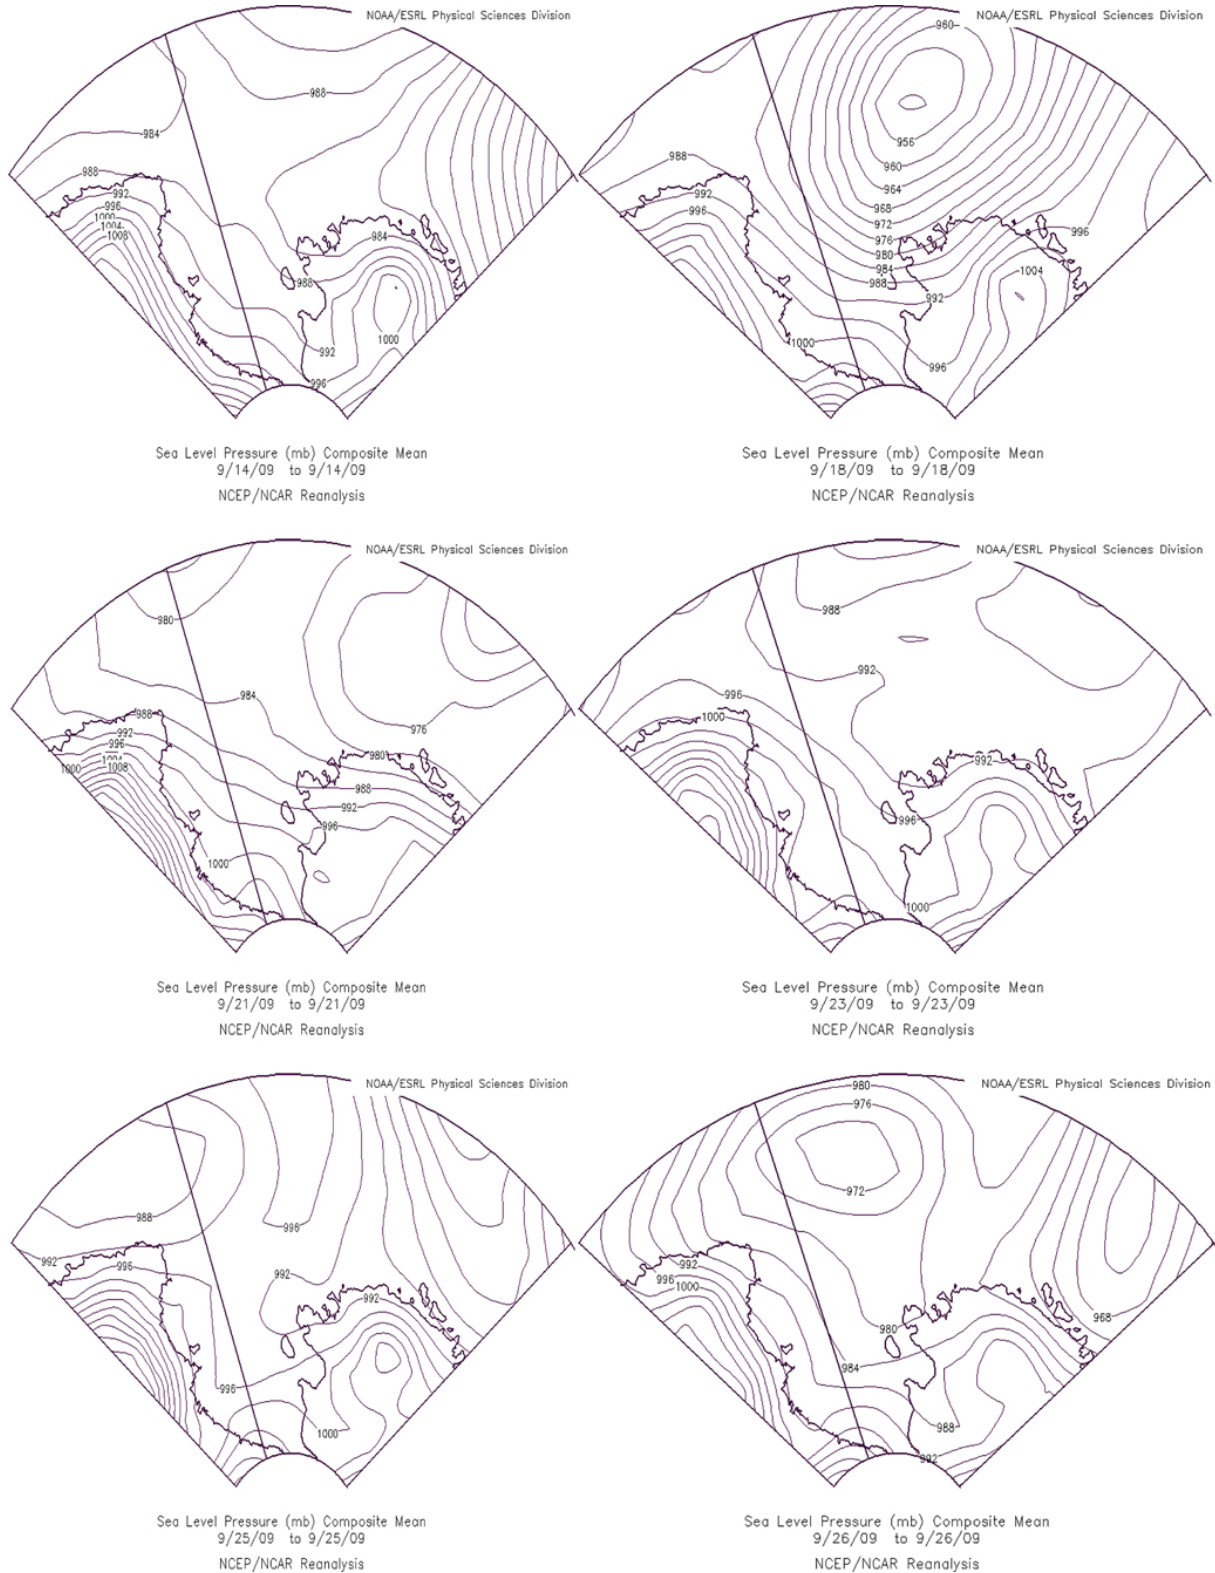 NOAA/ESRL Physical Sciences Division
988
984
988
992
996
1000
1004
1008
984
988
992
1000
996
Sea Level Pressure (mb) Composite Mean
9/14/09 to 9/14/09
NCEP/NCAR Reanalysis
NOAA/ESRL Physical Sciences Division
960
956
960
964
968
972
976
980
984
988
988
992
996
996
1004
992
1000
996
Sea Level Pressure (mb) Composite Mean
9/18/09 to 9/18/09
NCEP/NCAR Reanalysis
NOAA/ESRL Physical Sciences Division
980
984
976
988
992
996
1004
1000
1008
980
988
992
996
1000
Sea Level Pressure (mb) Composite Mean
9/21/09 to 9/21/09
NCEP/NCAR Reanalysis
NOAA/ESRL Physical Sciences Division
988
992
996
1000
992
996
1000
Sea Level Pressure (mb) Composite Mean
9/23/09 to 9/23/09
NCEP/NCAR Reanalysis
NOAA/ESRL Physical Sciences Division
988
996
992
996
992
992
996
1000
Sea Level Pressure (mb) Composite Mean
9/25/09 to 9/25/09
NCEP/NCAR Reanalysis
NOAA/ESRL Physical Sciences Division
980
976
972
992
996
1000
968
980
984
988
992
Sea Level Pressure (mb) Composite Mean
9/26/09 to 9/26/09
NCEP/NCAR Reanalysis